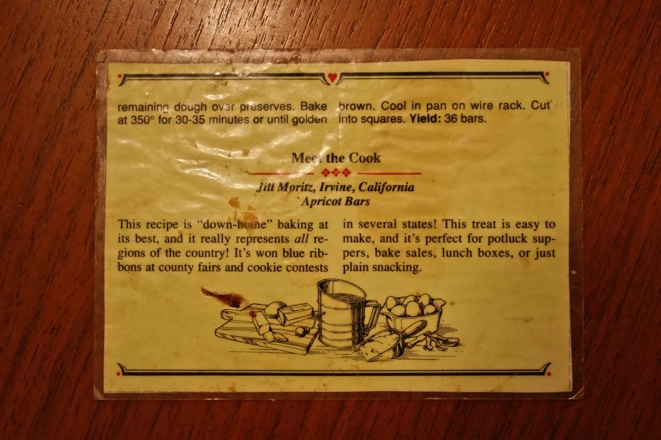 remaining dough over preserves. Bake
at 350° for 30-35 minutes or until golden
brown. Cool in pan on wire rack. Cut
into squares. Yield: 36 bars.
Meet the Cook
Jill Moritz, Irvine, California
Apricot Bars
This recipe is “down-home” baking at
its best, and it really represents all re-
gions of the country! It’s won blue rib-
bons at county fairs and cookie contests
in several states! This treat is easy to
make, and it’s perfect for potluck sup-
pers, bake sales, lunch boxes, or just
plain snacking.